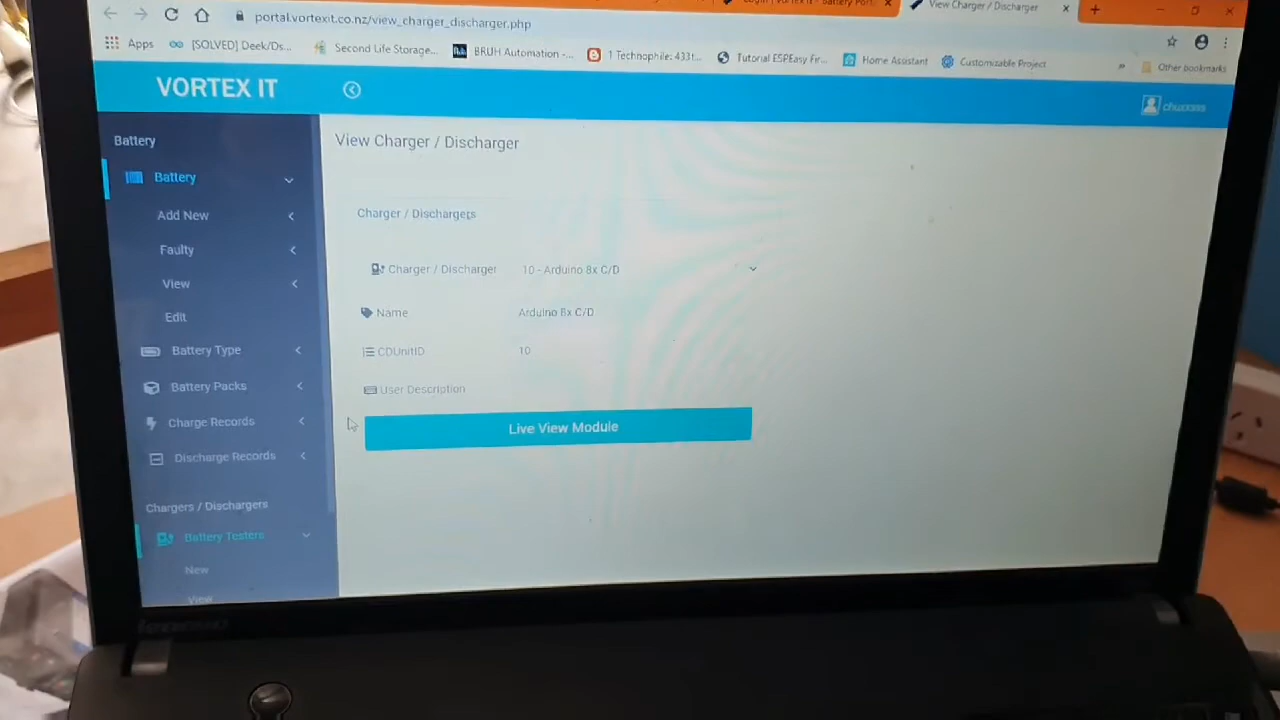 View Charger / Discharger
portal.vortexit.co.nz/view_charger_discharger.php
Apps
[SOLVED] Deek/Ds...
Second Life Storage...
BRUH Automation -...
1 Technophile: 433t...
Tutorial ESPEasy Fir...
Home Assistant
Customizable Project
»
Other bookmarks
VORTEX IT
Battery
Battery
Add New
Faulty
View
Edit
Battery Type
Battery Packs
Charge Records
Discharge Records
Chargers / Dischargers
Battery Testers
New
View
View Charger / Discharger
Charger / Dischargers
Charger / Discharger
10 - Arduino 8x C/D
Name
Arduino 8x C/D
CDUnitID
10
User Description
Live View Module